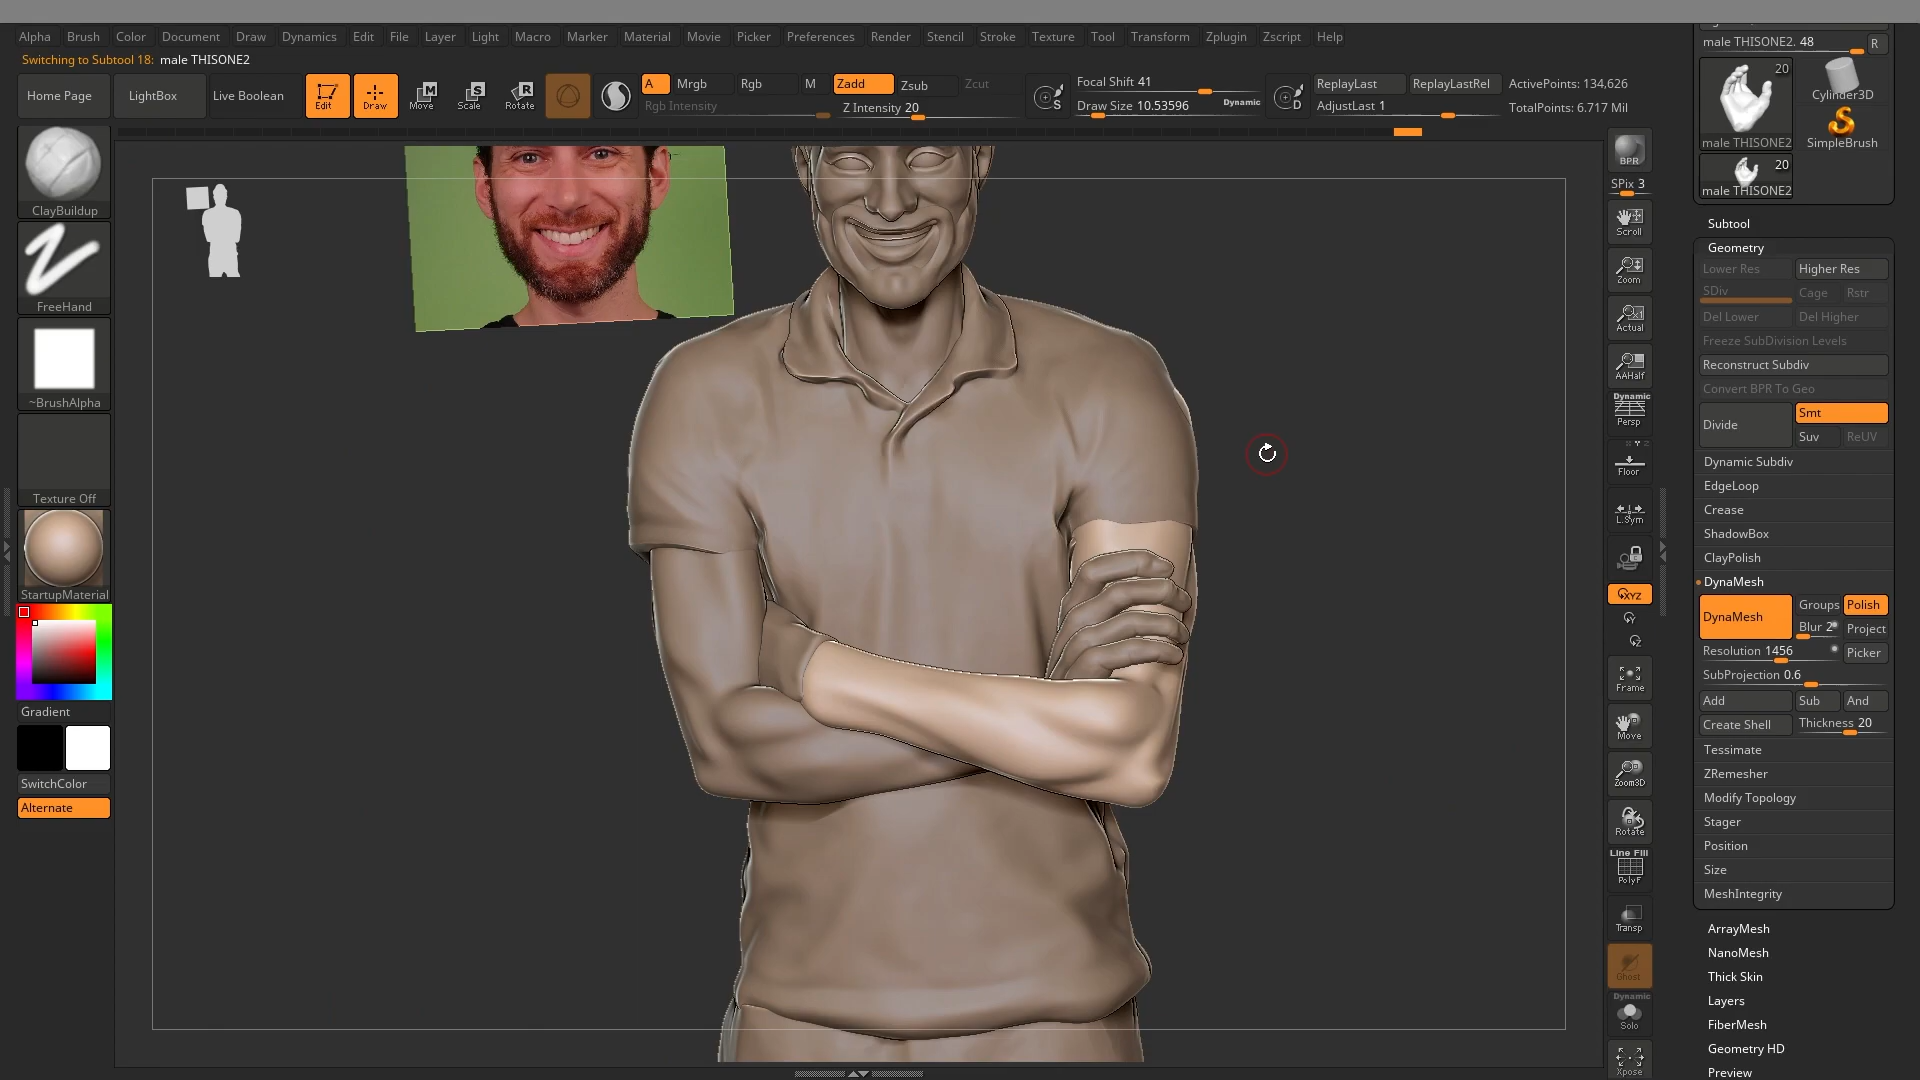 Alpha Brush Color Document Draw Dynamics Edit File Layer Light Macro Marker Material Movie Picker Preferences Render Stencil Stroke Texture Tool Transform Zplugin Zscript Help
Switching to Subtool 18: male THISONE2
Home Page
LightBox
Live Boolean
Edit
Draw
Move
Scale
Rotate
A
Mrgb
Rgb
M
Zadd
Zsub
Zcut
Rgb Intensity
Z Intensity 20
S
Focal Shift 41
Draw Size 10.53596
Dynamic
D
ReplayLast
ReplayLastRel
AdjustLast 1
ActivePoints: 134,626
TotalPoints: 6.717 Mil
ClayBuildup
FreeHand
~BrushAlpha
Texture Off
StartupMaterial
Gradient
SwitchColor
Alternate
BPR
SPix 3
Scroll
Zoom
Actual
AAHalf
Dynamic
Persp
Floor
L.Sym
XYZ
Y
Z
Frame
Move
Zoom3D
Rotate
Line Fill
PolyF
Transp
Ghost
Dynamic
Solo
Xpose
male THISONE2. 48
R
20
male THISONE2
Cylinder3D
SimpleBrush
20
male THISONE2
Subtool
Geometry
Lower Res
Higher Res
SDiv
Cage
Rstr
Del Lower
Del Higher
Freeze SubDivision Levels
Reconstruct Subdiv
Convert BPR To Geo
Divide
Smt
Suv
ReUV
Dynamic Subdiv
EdgeLoop
Crease
ShadowBox
ClayPolish
DynaMesh
DynaMesh
Groups
Polish
Blur 2
Project
Resolution 1456
Picker
SubProjection 0.6
Add
Sub
And
Create Shell
Thickness 20
Tessimate
ZRemesher
Modify Topology
Stager
Position
Size
MeshIntegrity
ArrayMesh
NanoMesh
Thick Skin
Layers
FiberMesh
Geometry HD
Preview